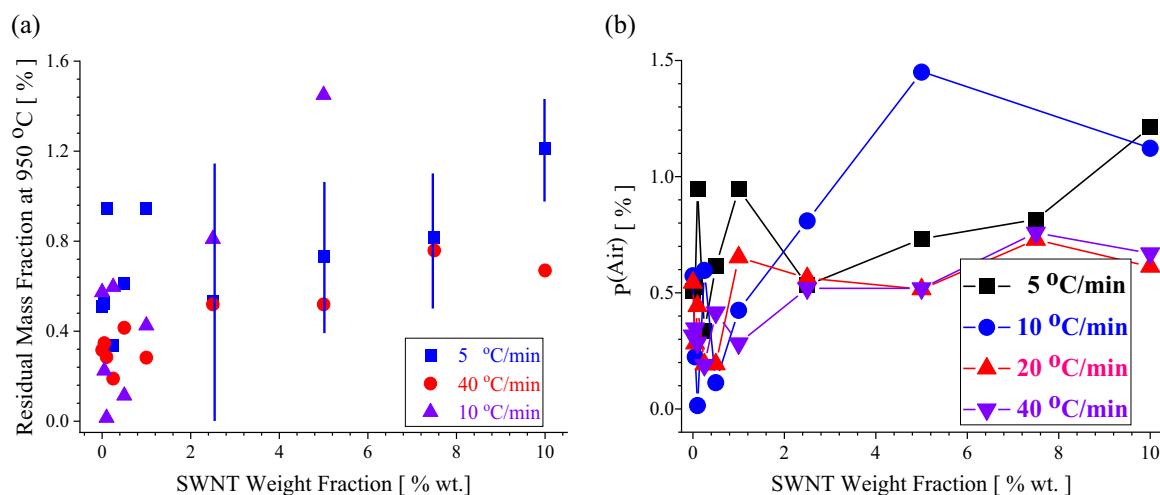 (a)
Residual Mass Fraction at 950 °C [ % ]
1.6
1.2
0.8
0.4
0.0
5 °C/min
40 °C/min
10 °C/min
0 2 4 6 8 10
SWNT Weight Fraction [ % wt.]
(b)
P(Air) [ % ]
1.5
1.0
0.5
0.0
5 °C/min
10 °C/min
20 °C/min
40 °C/min
0 2 4 6 8 10
SWNT Weight Fraction [ % wt.]